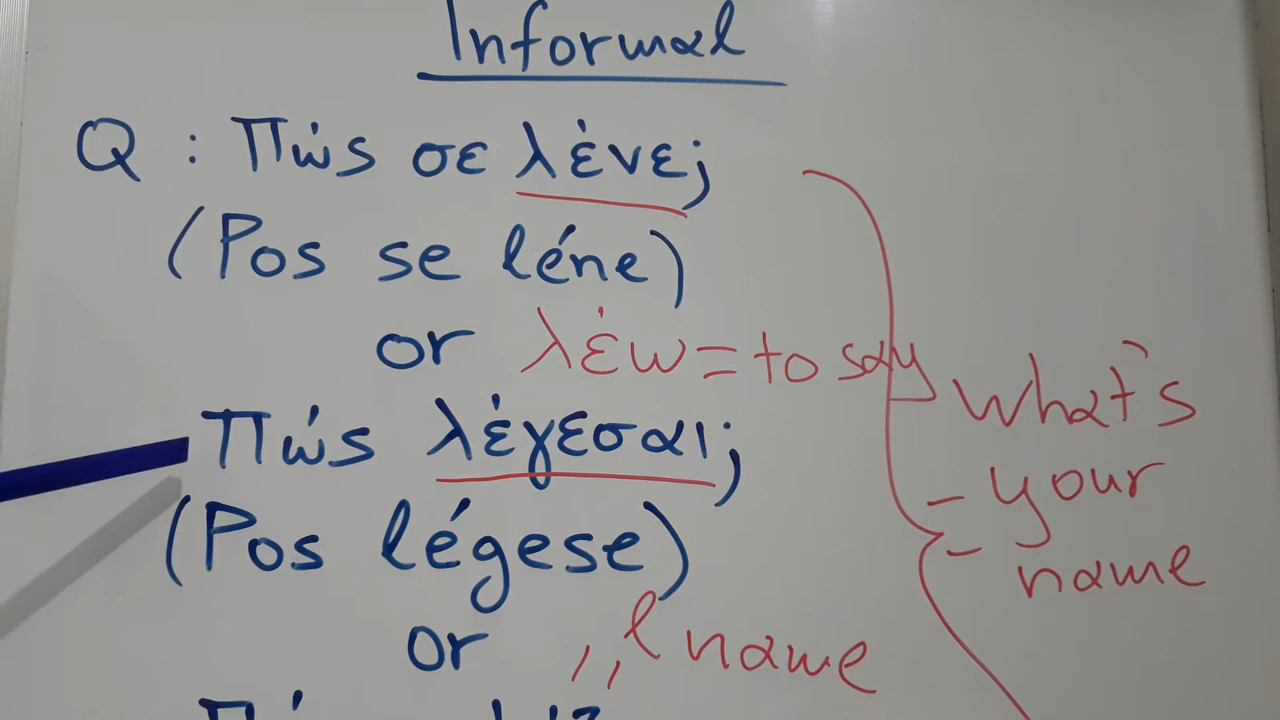 Informal
Q : Πώς σε λένε;
(Pos se léne)
or λέω = to say
Πώς λέγεσαι;
(Pos légese)
or ,, l name
what's
- your
- name